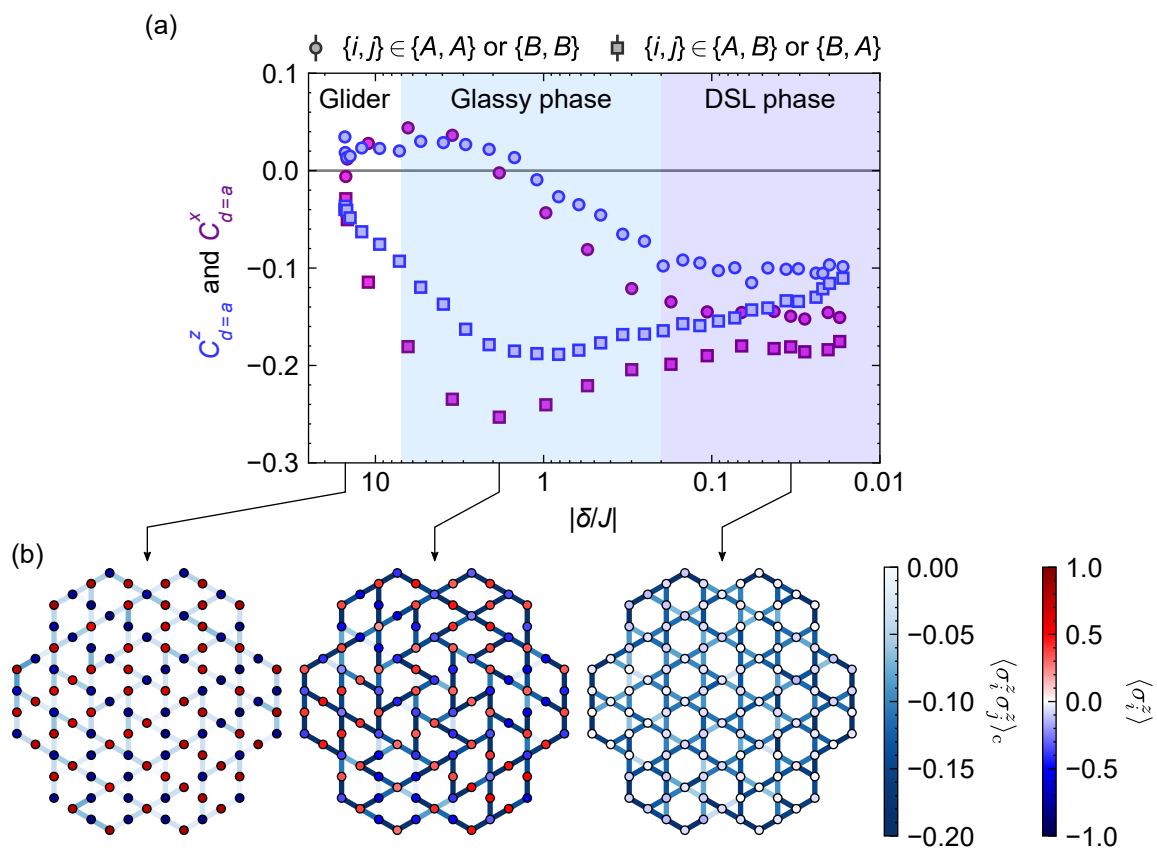 (a)
{i, j} ∈ {A, A} or {B, B} {i, j} ∈ {A, B} or {B, A}
Glider Glassy phase DSL phase
0.1
0.0
−0.1
−0.2
−0.3
C^z_{d=a} and C^x_{d=a}
10 1 0.1 0.01
|δ/J|
(b)
0.00
−0.05
−0.10
−0.15
−0.20
⟨σ^z_i σ^z_j⟩_c
1.0
0.5
0.0
−0.5
−1.0
⟨σ^z_i⟩